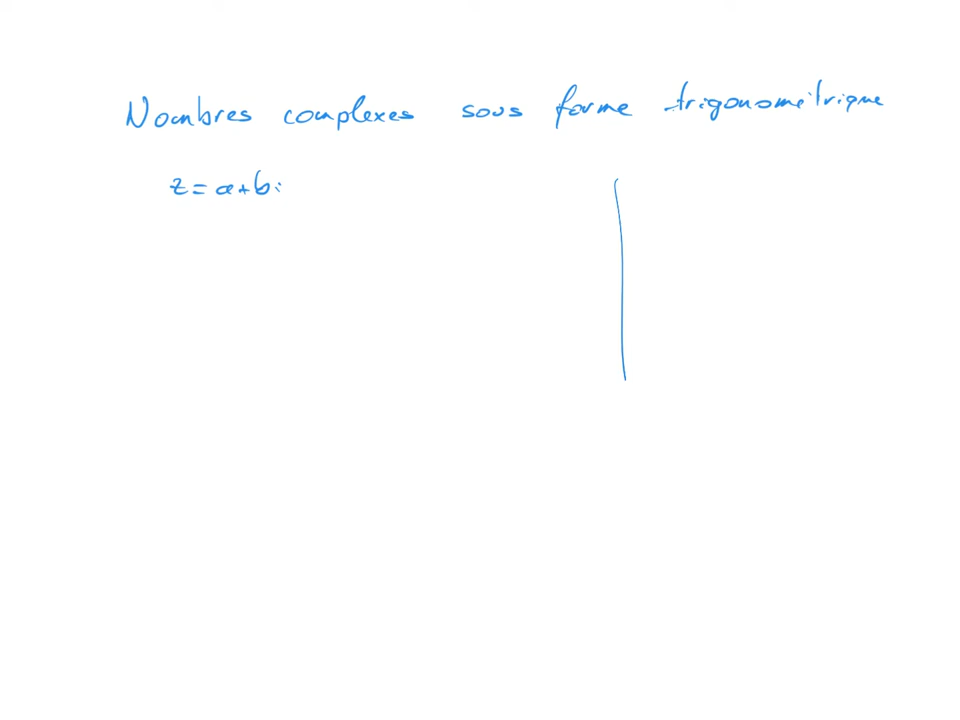 Nombres complexes sous forme trigonométrique
z = a + bi